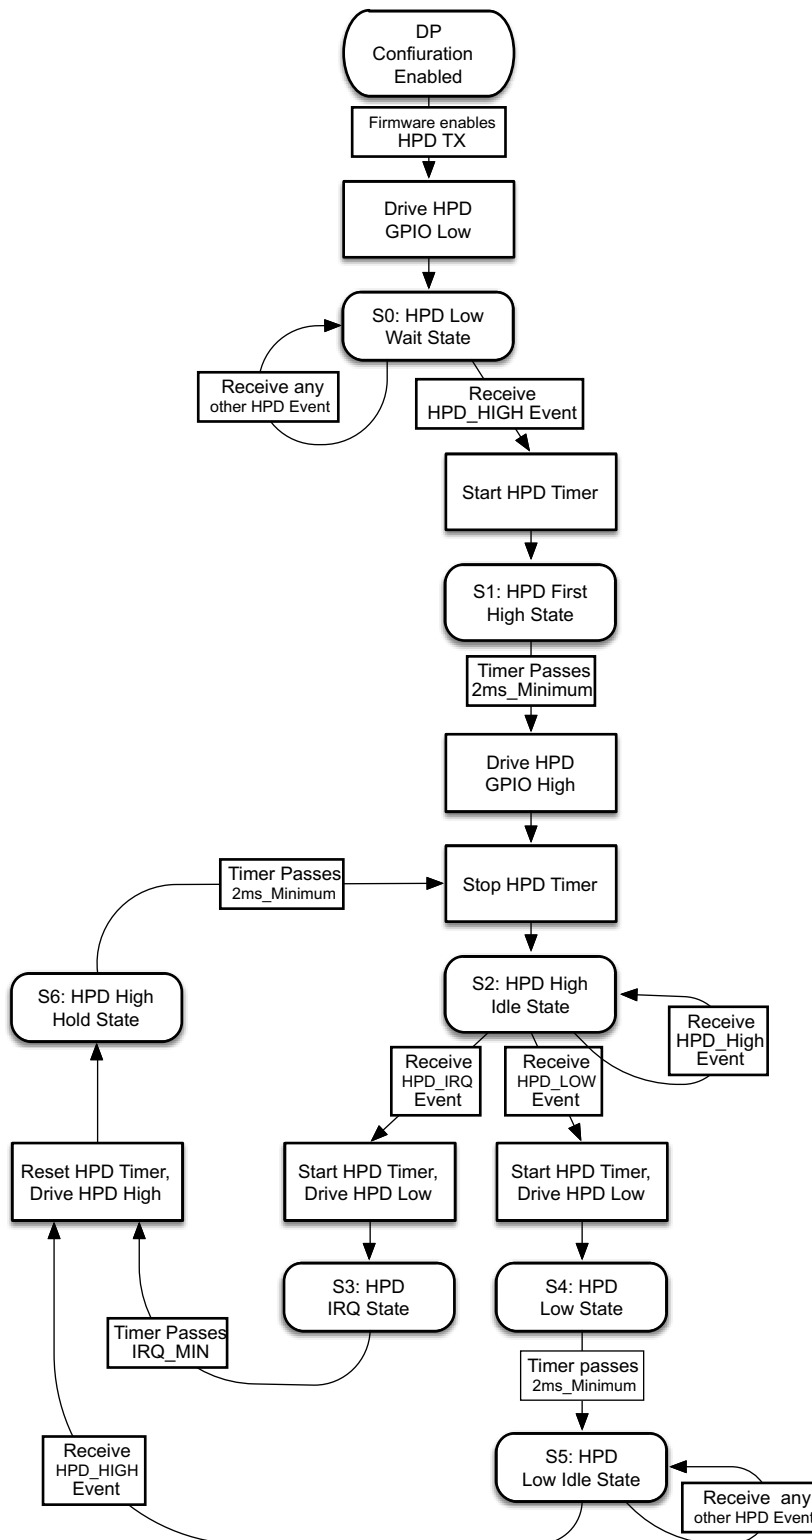 DP
Confiuration
Enabled
Firmware enables
HPD TX
Drive HPD
GPIO Low
S0: HPD Low
Wait State
Receive any
other HPD Event
Receive
HPD_HIGH Event
Start HPD Timer
S1: HPD First
High State
Timer Passes
2ms_Minimum
Drive HPD
GPIO High
Timer Passes
2ms_Minimum
Stop HPD Timer
S6: HPD High
Hold State
S2: HPD High
Idle State
Receive
HPD_High
Event
Receive
HPD_IRQ
Event
Receive
HPD_LOW
Event
Reset HPD Timer,
Drive HPD High
Start HPD Timer,
Drive HPD Low
Start HPD Timer,
Drive HPD Low
S3: HPD
IRQ State
S4: HPD
Low State
Timer Passes
IRQ_MIN
Timer passes
2ms_Minimum
Receive
HPD_HIGH
Event
S5: HPD
Low Idle State
Receive any
other HPD Event